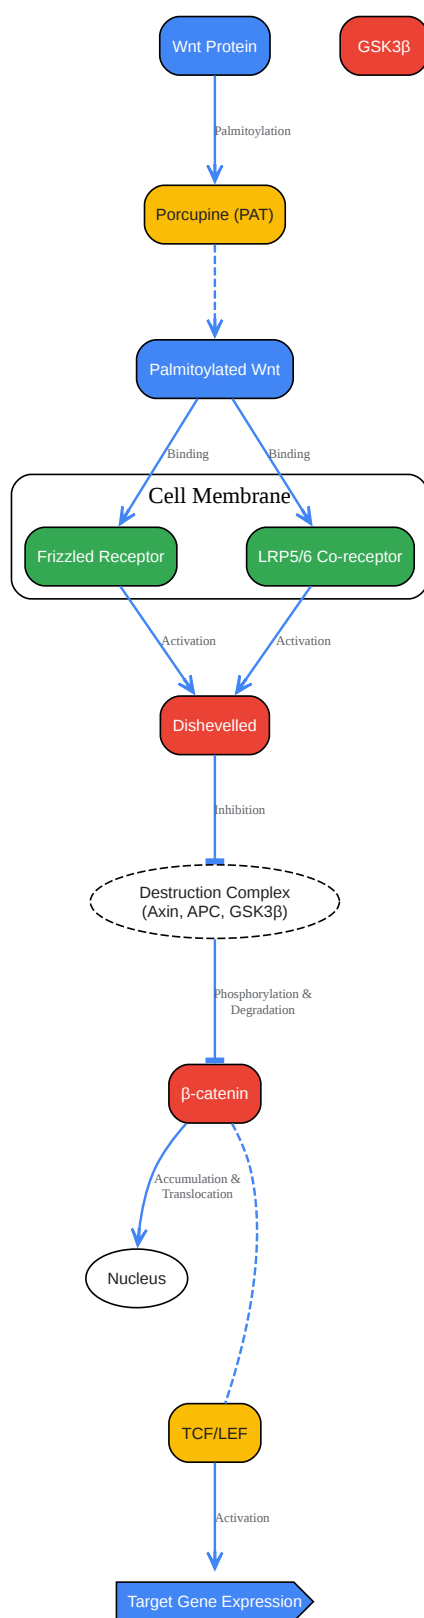 Wnt Protein
GSK3β
Palmitoylation
Porcupine (PAT)
Palmitoylated Wnt
Binding
Binding
Cell Membrane
Frizzled Receptor
LRP5/6 Co-receptor
Activation
Activation
Dishevelled
Inhibition
Destruction Complex
(Axin, APC, GSK3β)
Phosphorylation &
Degradation
β-catenin
Accumulation &
Translocation
Nucleus
TCF/LEF
Activation
Target Gene Expression